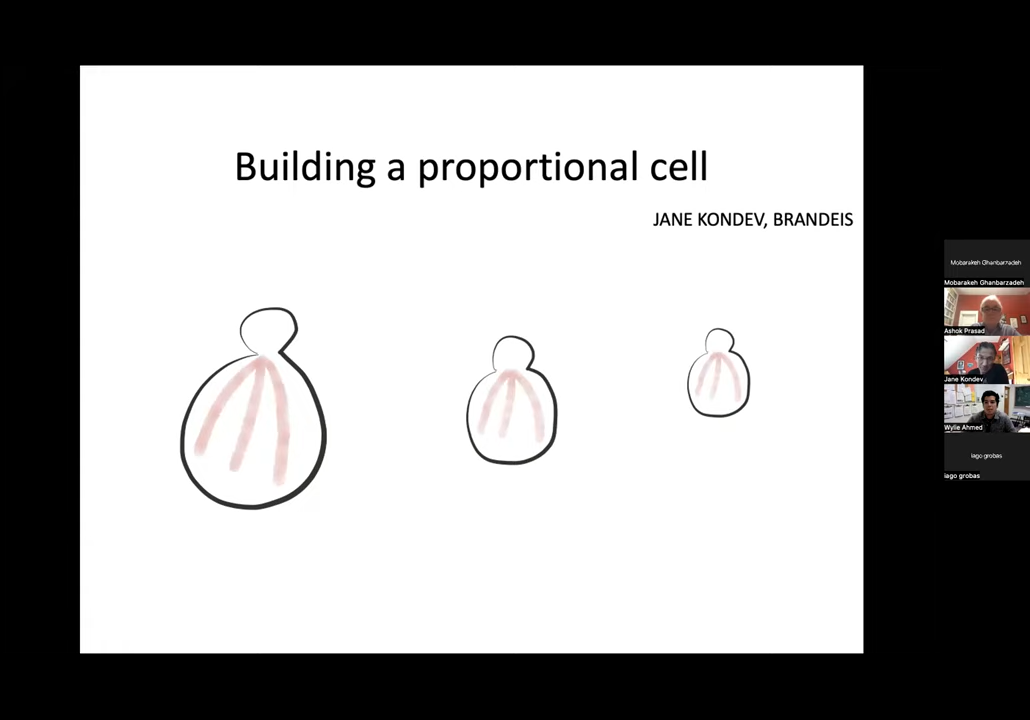 Building a proportional cell
JANE KONDEV, BRANDEIS
Mobarakeh Ghanbarzadeh
Mobarakeh Ghanbarzadeh
Ashok Prasad
Jane Kondev
Wylie Ahmed
iago grobas
iago grobas